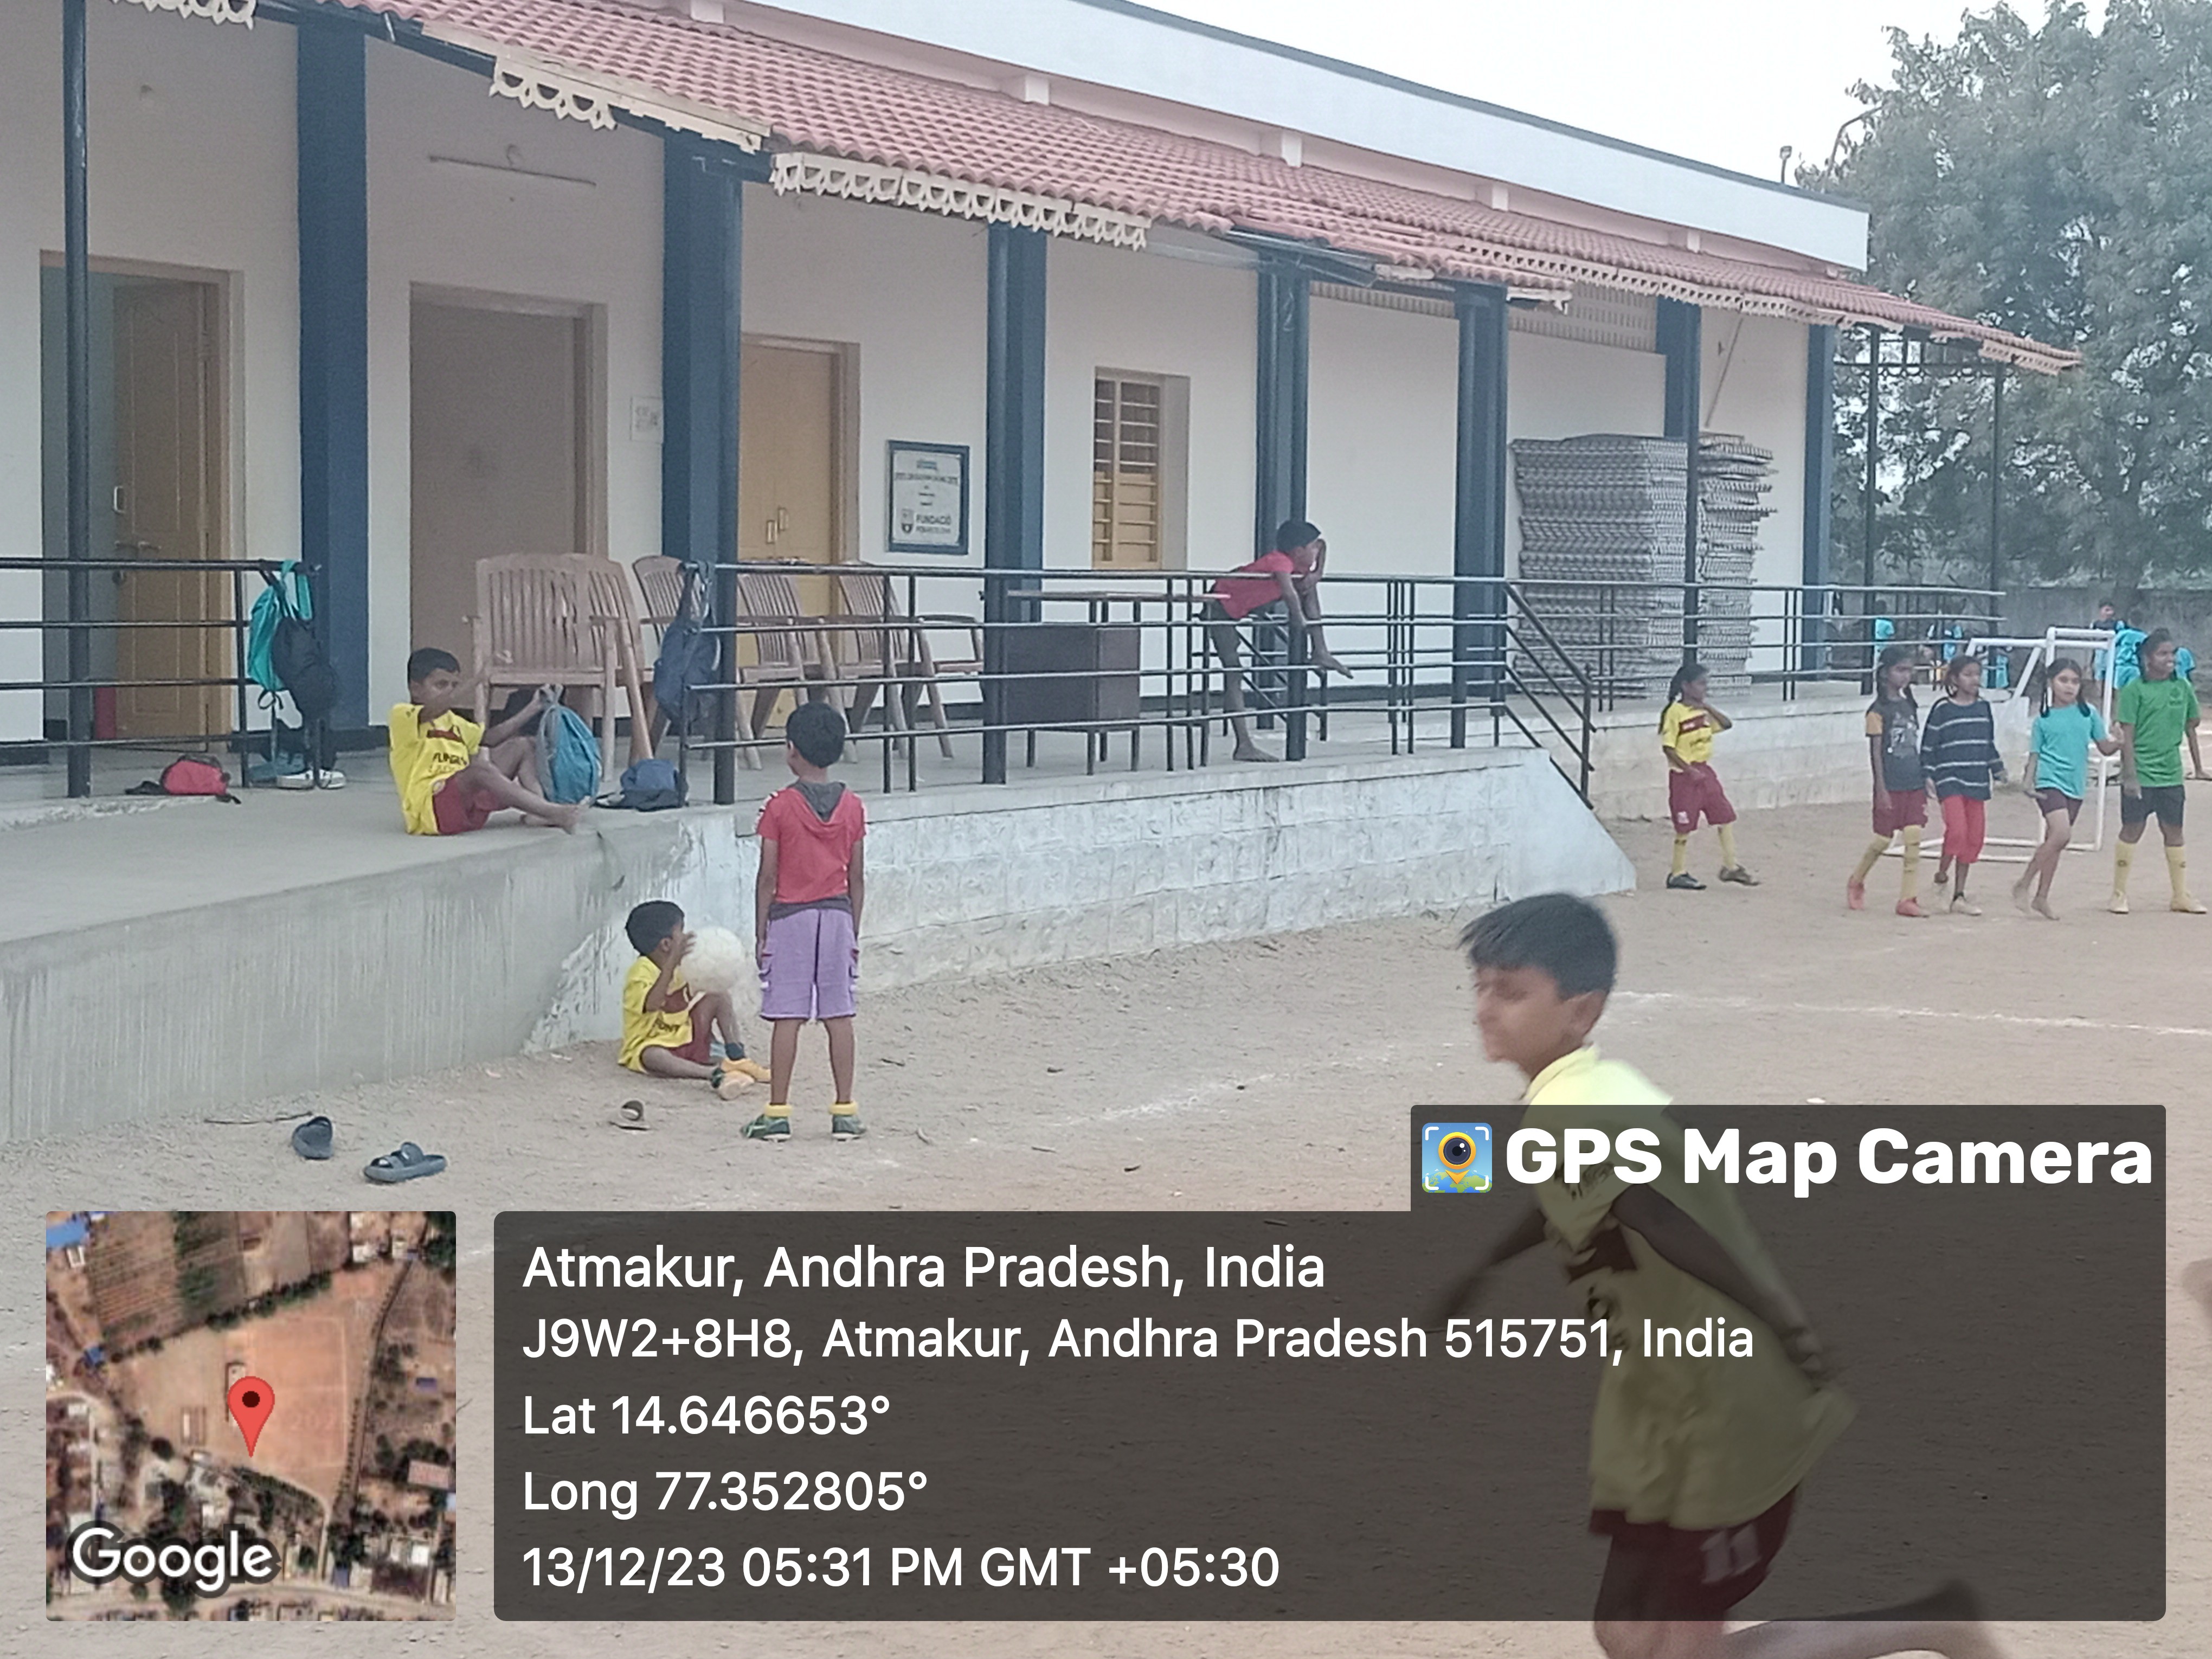 FUNDACIÓ
GPS Map Camera
Atmakur, Andhra Pradesh, India
J9W2+8H8, Atmakur, Andhra Pradesh 515751, India
Lat 14.646653°
Long 77.352805°
13/12/23 05:31 PM GMT +05:30
Google